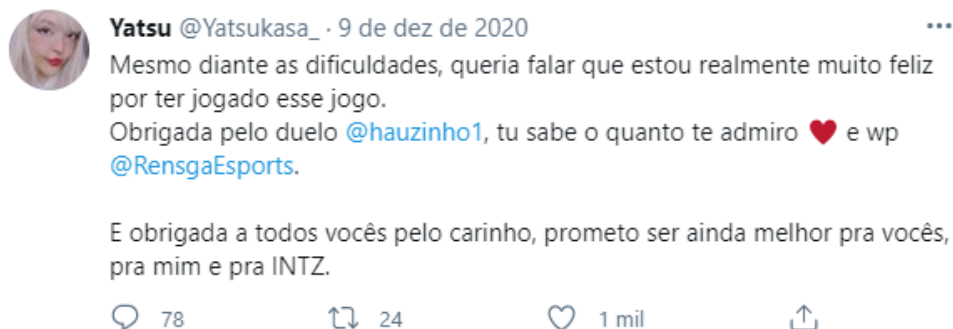 Yatsu @Yatsukasa_ · 9 de dez de 2020
Mesmo diante as dificuldades, queria falar que estou realmente muito feliz
por ter jogado esse jogo.
Obrigada pelo duelo @hauzinho1, tu sabe o quanto te admiro ♥ e wp
@RensgaEsports.
E obrigada a todos vocês pelo carinho, prometo ser ainda melhor pra vocês,
pra mim e pra INTZ.
78 24 1 mil